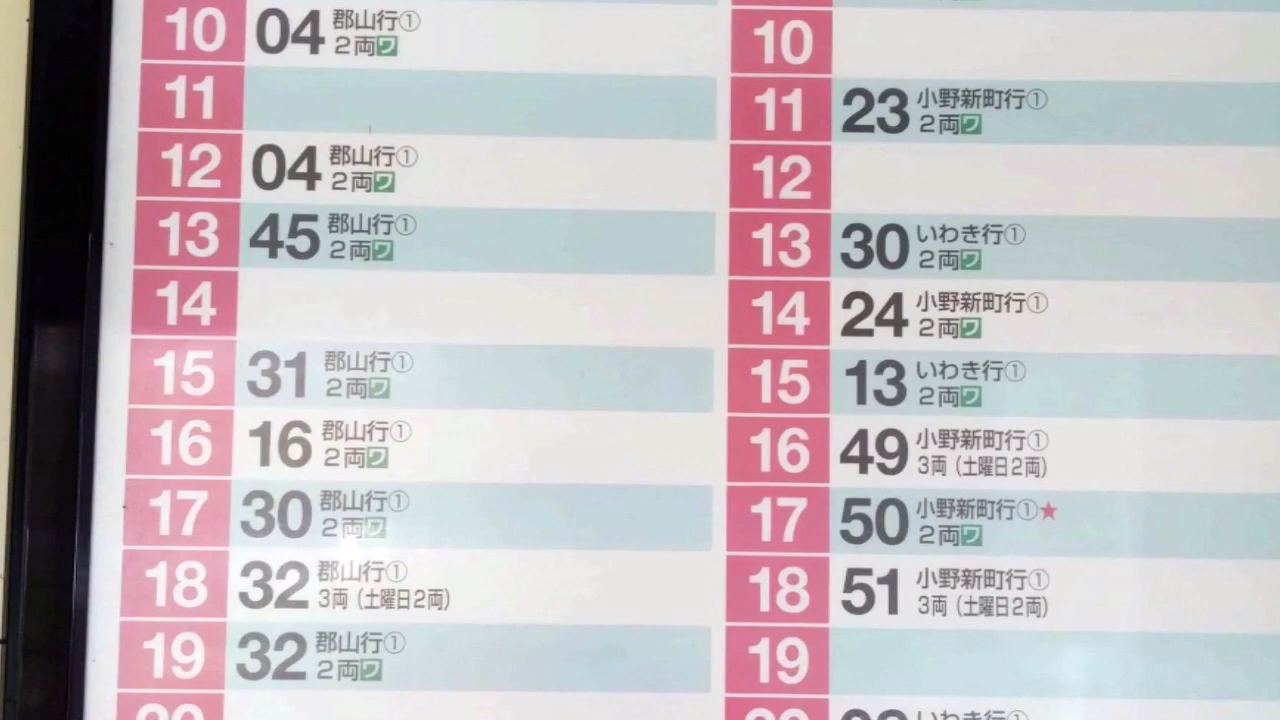 10 04 郡山行①
2両ワ
11
12 04 郡山行①
2両ワ
13 45 郡山行①
2両ワ
14
15 31 郡山行①
2両ワ
16 16 郡山行①
2両ワ
17 30 郡山行①
2両ワ
18 32 郡山行①
3両（土曜日2両）
19 32 郡山行①
2両ワ
20
10
11 23 小野新町行①
2両ワ
12
13 30 いわき行①
2両ワ
14 24 小野新町行①
2両ワ
15 13 いわき行①
2両ワ
16 49 小野新町行①
3両（土曜日2両）
17 50 小野新町行①★
2両ワ
18 51 小野新町行①
3両（土曜日2両）
19
20 いわき行①